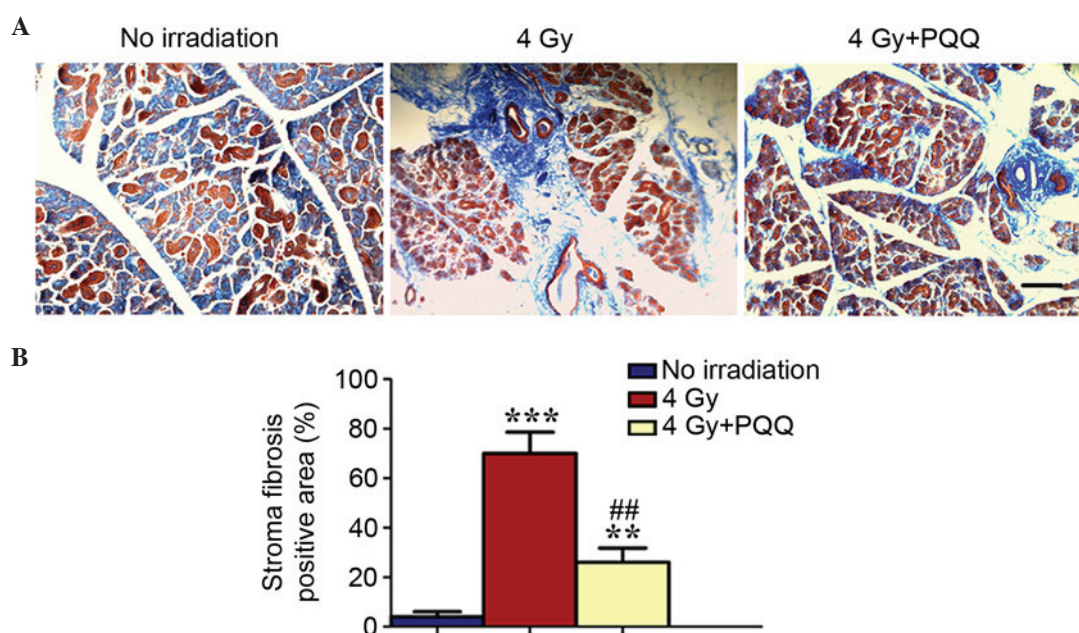 A
No irradiation
4 Gy
4 Gy+PQQ
B
Stroma fibrosis
positive area (%)
100
80
60
40
20
0
***
##
**
No irradiation
4 Gy
4 Gy+PQQ